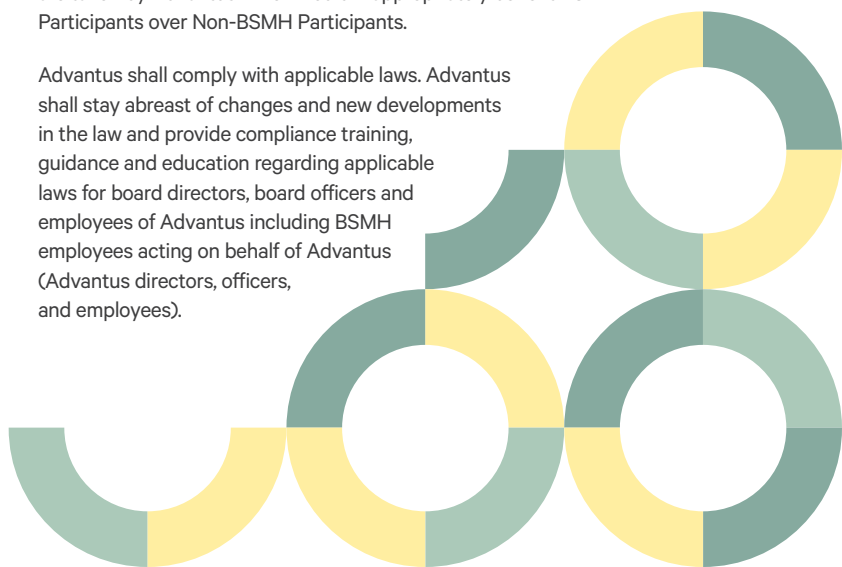 Participants over Non-BSMH Participants.
Advantus shall comply with applicable laws. Advantus
shall stay abreast of changes and new developments
in the law and provide compliance training,
guidance and education regarding applicable
laws for board directors, board officers and
employees of Advantus including BSMH
employees acting on behalf of Advantus
(Advantus directors, officers,
and employees).